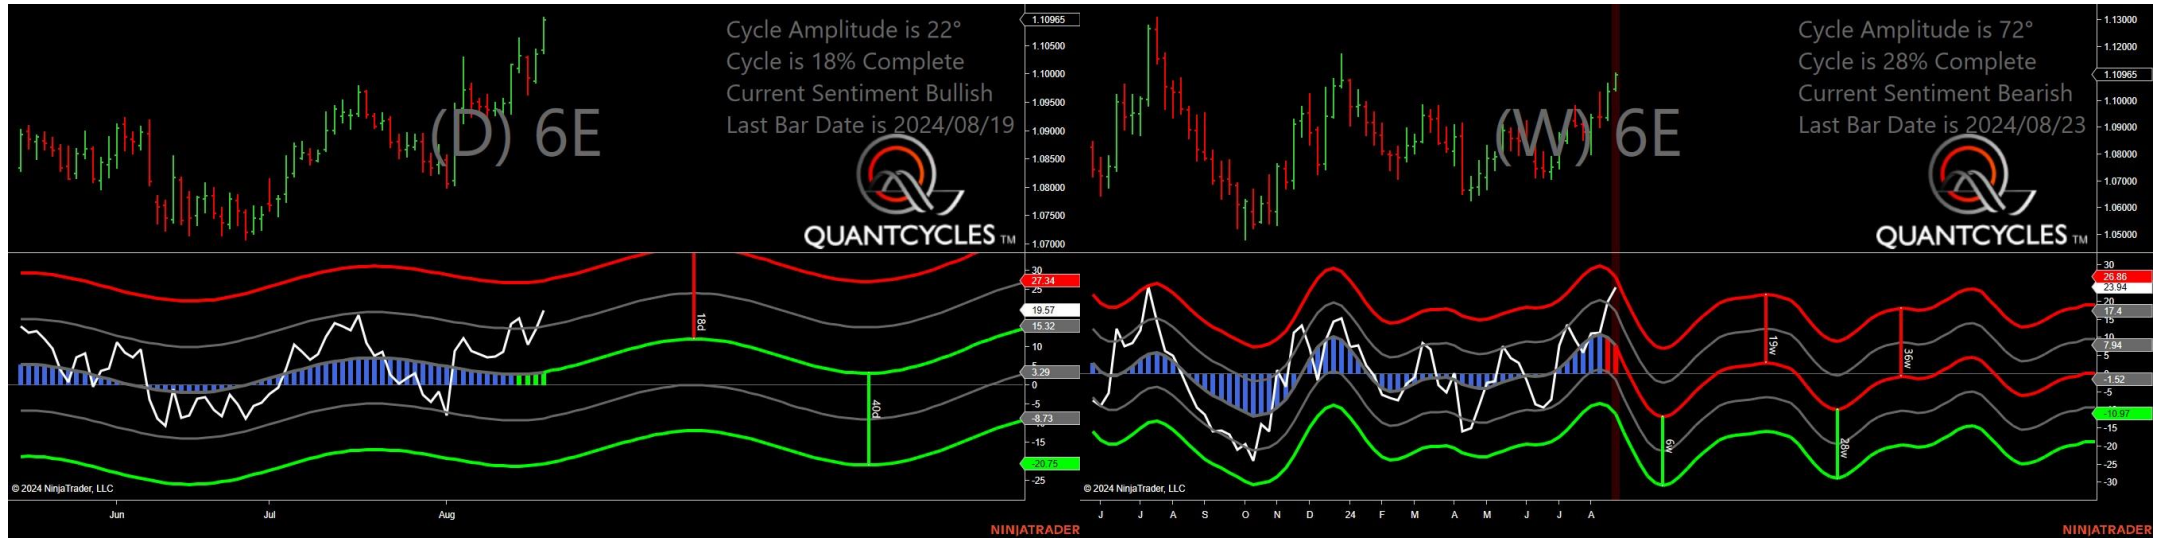 Cycle Amplitude is 22°
Cycle is 18% Complete
Current Sentiment Bullish
Last Bar Date is 2024/08/19
(D) 6E
QUANTCYCLES TM
1.10965
1.10500
1.10000
1.09500
1.09000
1.08500
1.08000
1.07500
1.07000
30
27.34
25
19.57
15.32
10
5
3.29
0
-5
-8.73
-15
-20.75
-25
18d
40d
© 2024 NinjaTrader, LLC
Jun Jul Aug
NINJATRADER
Cycle Amplitude is 72°
Cycle is 28% Complete
Current Sentiment Bearish
Last Bar Date is 2024/08/23
(W) 6E
QUANTCYCLES TM
1.13000
1.12000
1.10965
1.10000
1.09000
1.08000
1.07000
1.06000
1.05000
30
26.86
23.94
20
17.4
15
10
7.94
5
-1.52
-5
-10.97
-15
-20
-25
-30
19w
36w
6w
28w
© 2024 NinjaTrader, LLC
J J A S O N D 24 F M A M J J A
NINJATRADER